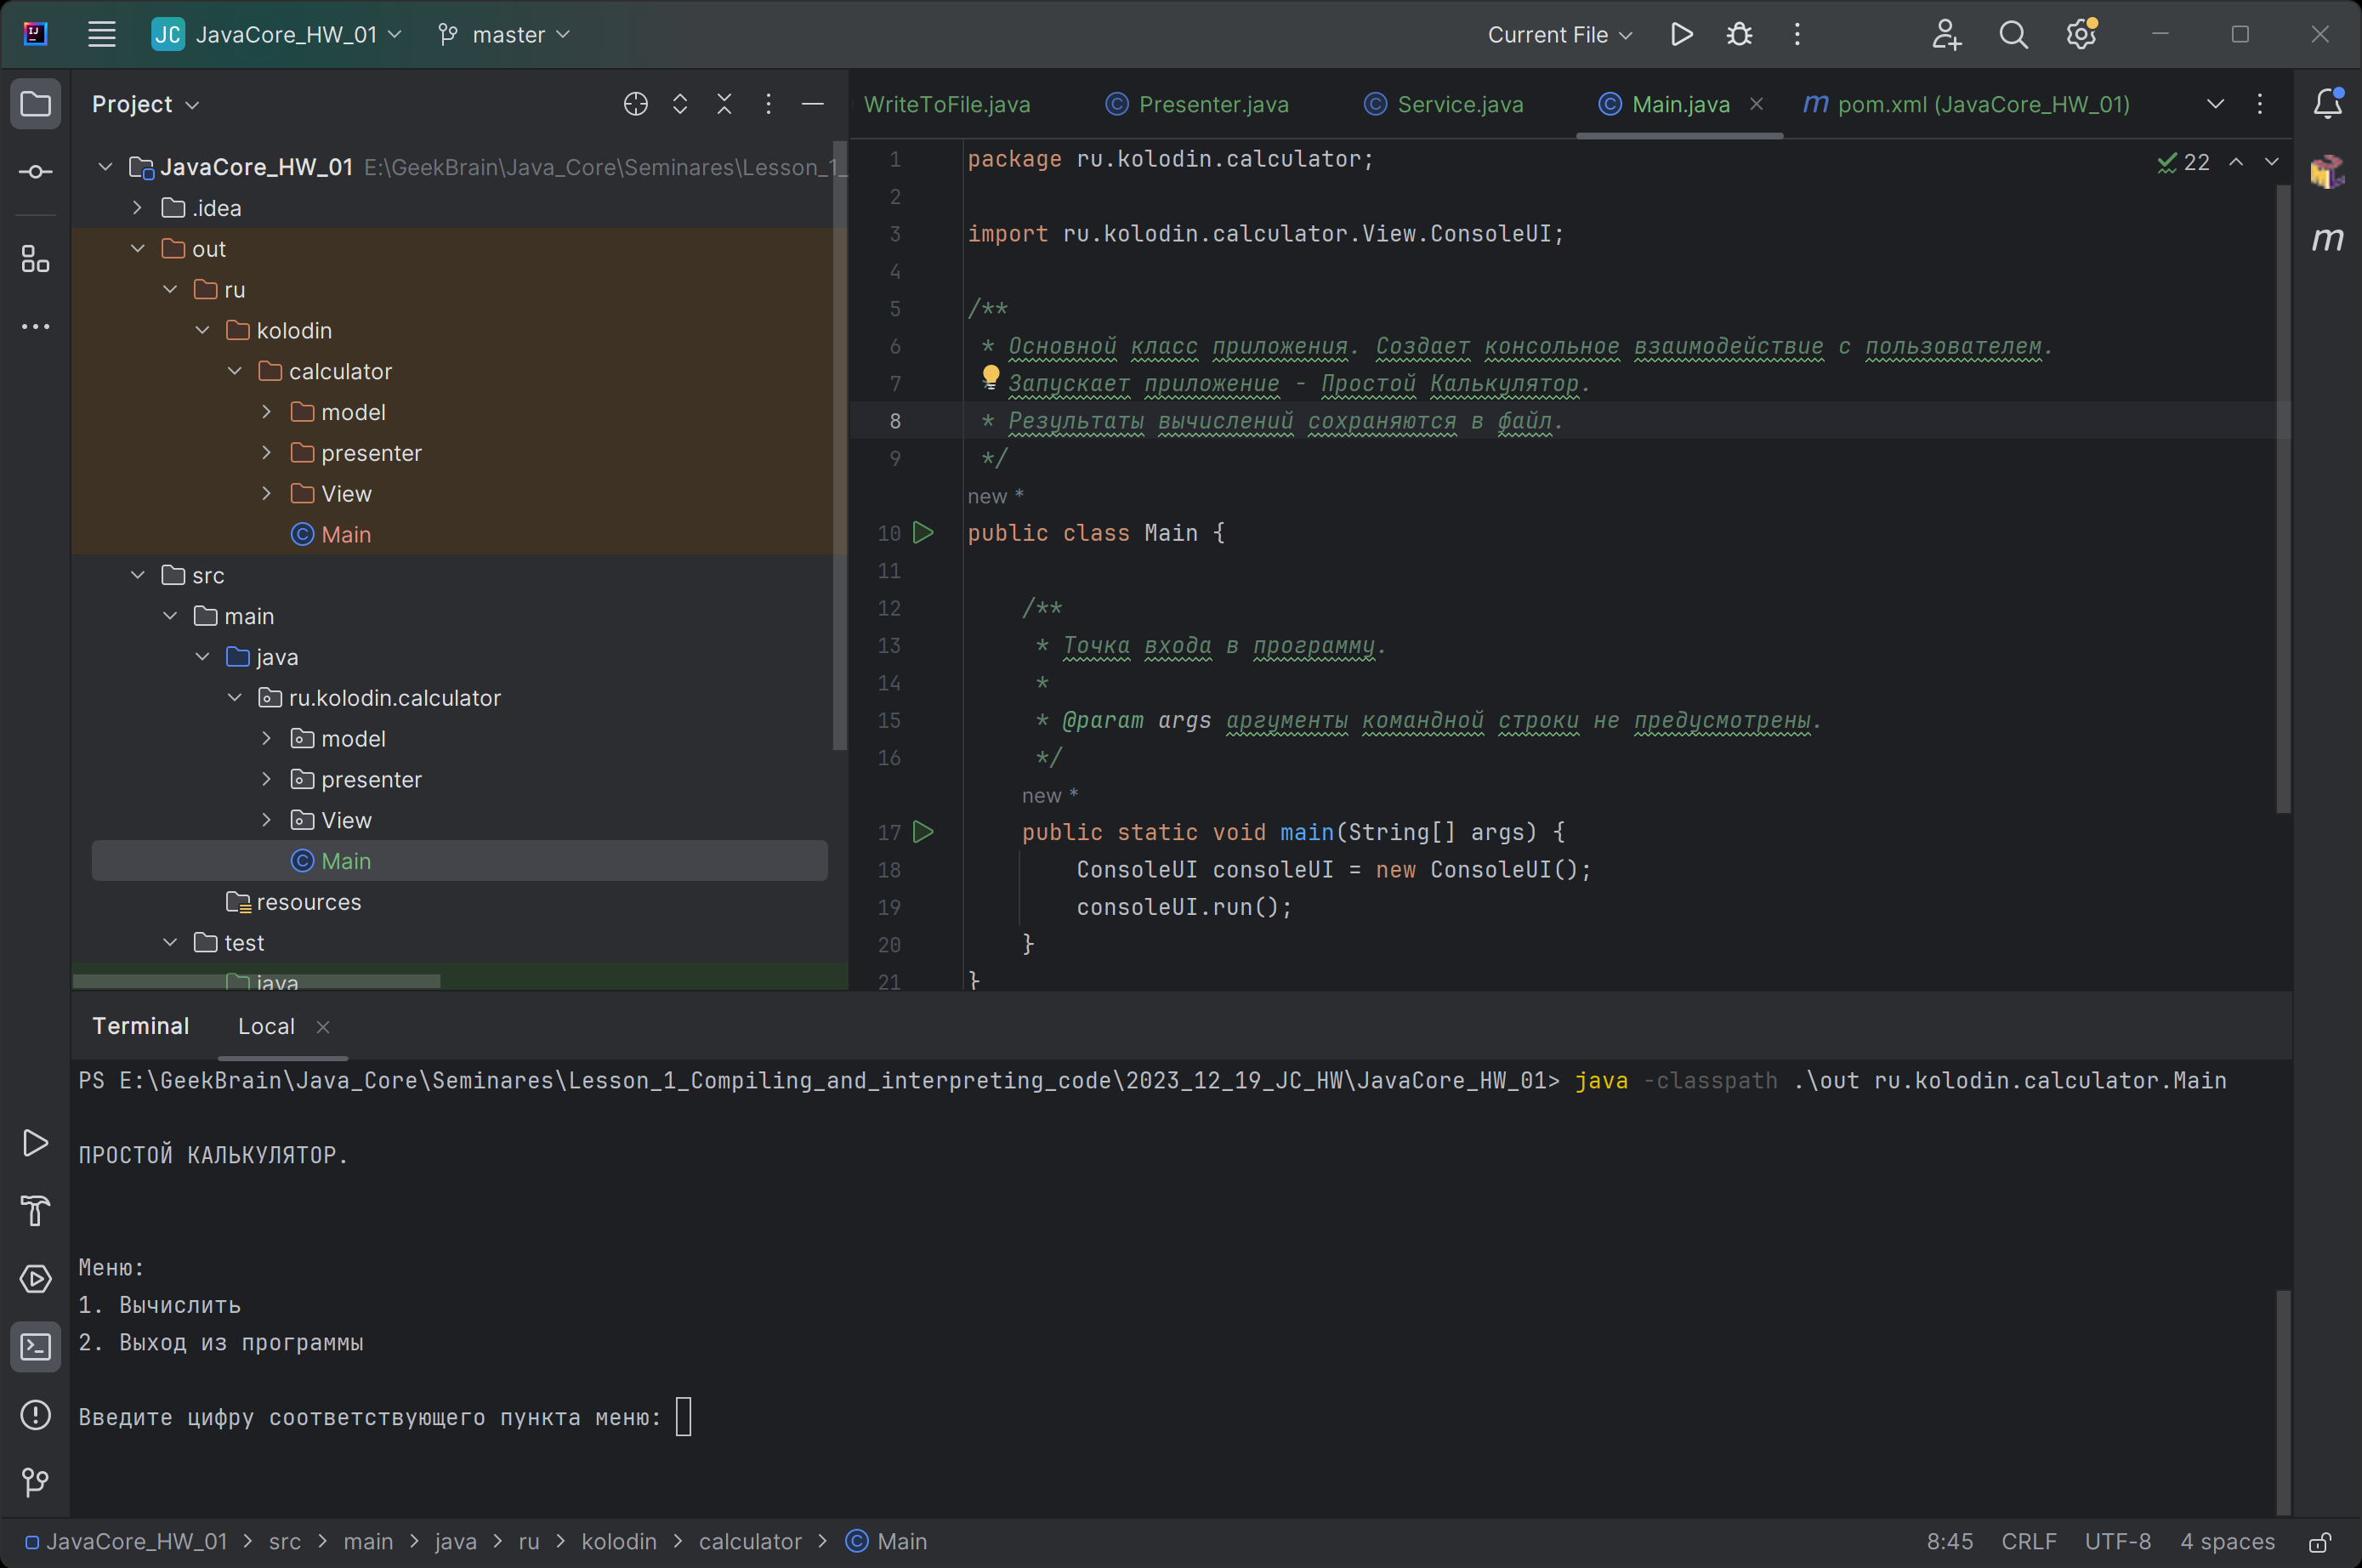 JC JavaCore_HW_01 master Current File
Project
JavaCore_HW_01 E:\GeekBrain\Java_Core\Seminares\Lesson_1_
.idea
out
ru
kolodin
calculator
model
presenter
View
Main
src
main
java
ru.kolodin.calculator
model
presenter
View
Main
resources
test
java
WriteToFile.java Presenter.java Service.java Main.java pom.xml (JavaCore_HW_01)
22
1 package ru.kolodin.calculator;
2
3 import ru.kolodin.calculator.View.ConsoleUI;
4
5 /**
6 * Основной класс приложения. Создает консольное взаимодействие с пользователем.
7 Запускает приложение - Простой Калькулятор.
8 * Результаты вычислений сохраняются в файл.
9 */
new *
10 public class Main {
11
12 /**
13 * Точка входа в программу.
14 *
15 * @param args аргументы командной строки не предусмотрены.
16 */
new *
17 public static void main(String[] args) {
18 ConsoleUI consoleUI = new ConsoleUI();
19 consoleUI.run();
20 }
21 }
Terminal Local
PS E:\GeekBrain\Java_Core\Seminares\Lesson_1_Compiling_and_interpreting_code\2023_12_19_JC_HW\JavaCore_HW_01> java -classpath .\out ru.kolodin.calculator.Main
ПРОСТОЙ КАЛЬКУЛЯТОР.
Меню:
1. Вычислить
2. Выход из программы
Введите цифру соответствующего пункта меню:
JavaCore_HW_01 > src > main > java > ru > kolodin > calculator > Main 8:45 CRLF UTF-8 4 spaces